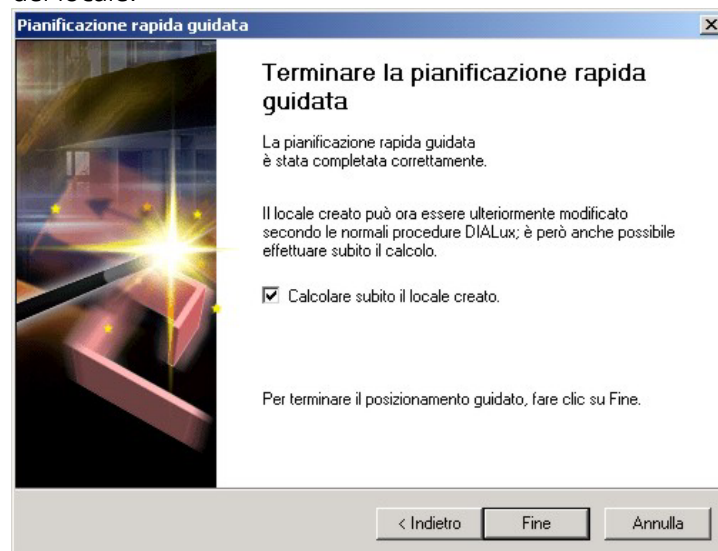 del locale.
Pianificazione rapida guidata
Terminare la pianificazione rapida
guidata
La pianificazione rapida guidata
è stata completata correttamente.
Il locale creato può ora essere ulteriormente modificato
secondo le normali procedure DIALux; è però anche possibile
effettuare subito il calcolo.
Calcolare subito il locale creato.
Per terminare il posizionamento guidato, fare clic su Fine.
< Indietro
Fine
Annulla